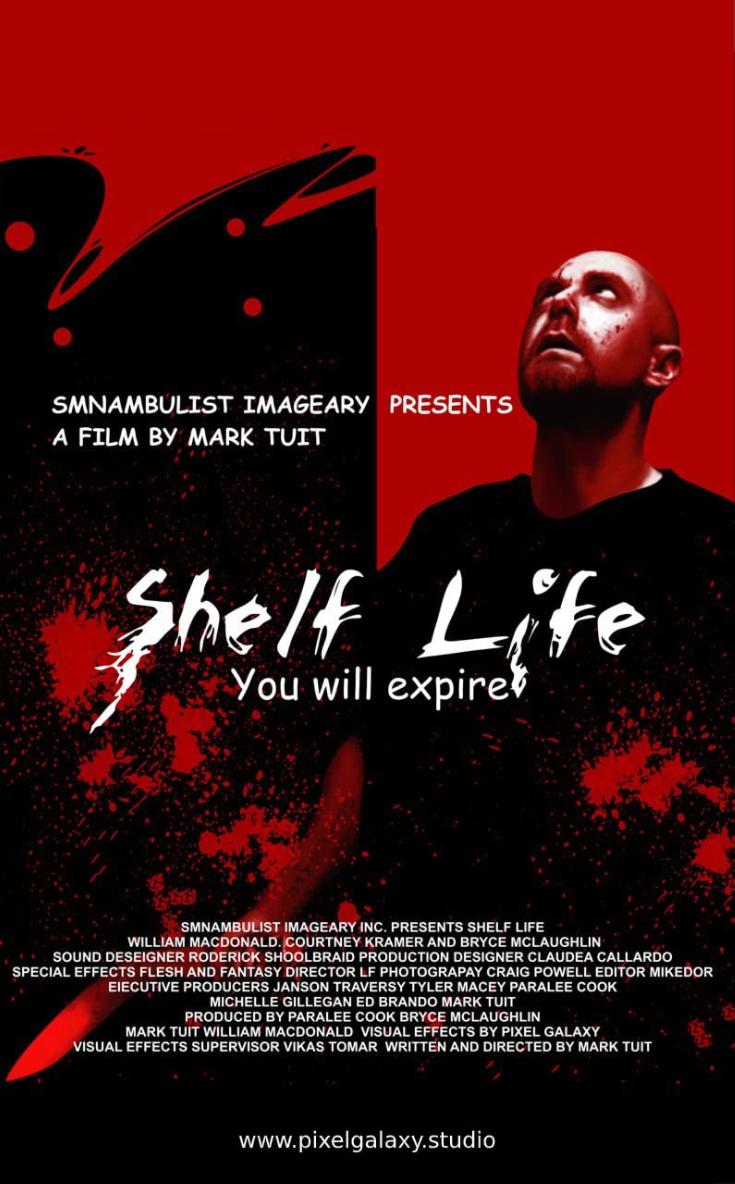 SMNAMBULIST IMAGEARY PRESENTS
A FILM BY MARK TUIT
Shelf Life
You will expire
SMNAMBULIST IMAGEARY INC. PRESENTS SHELF LIFE
WILLIAM MACDONALD. COURTNEY KRAMER AND BRYCE MCLAUGHLIN
SOUND DESEIGNER RODERICK SHOOLBRAID PRODUCTION DESIGNER CLAUDEA CALLARDO
SPECIAL EFFECTS FLESH AND FANTASY DIRECTOR LF PHOTOGRAPAY CRAIG POWELL EDITOR MIKEDOR
EIECUTIVE PRODUCERS JANSON TRAVERSY TYLER MACEY PARALEE COOK
MICHELLE GILLEGAN ED BRANDO MARK TUIT
PRODUCED BY PARALEE COOK BRYCE MCLAUGHLIN
MARK TUIT WILLIAM MACDONALD VISUAL EFFECTS BY PIXEL GALAXY
VISUAL EFFECTS SUPERVISOR VIKAS TOMAR WRITTEN AND DIRECTED BY MARK TUIT
www.pixelgalaxy.studio